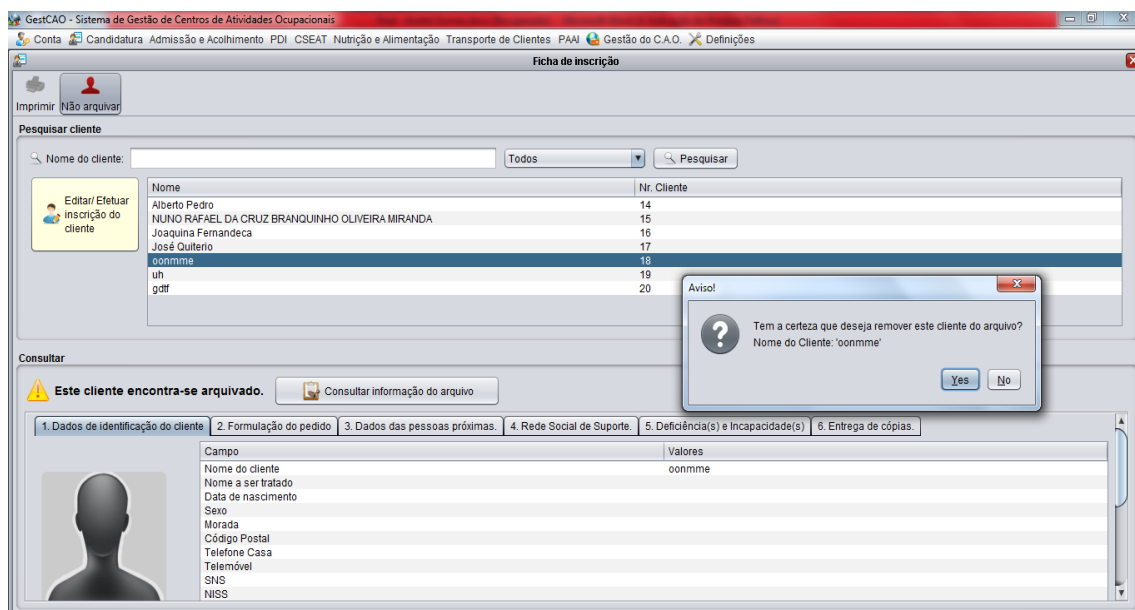 GestCAO - Sistema de Gestão de Centros de Atividades Ocupacionais
Conta Candidatura Admissão e Acolhimento PDI CSEAT Nutrição e Alimentação Transporte de Clientes PAAI Gestão do C.A.O. Definições
Ficha de inscrição
Imprimir Não arquivar
Pesquisar cliente
Nome do cliente: Todos Pesquisar
Editar/ Efetuar
inscrição do
cliente
Nome Nr. Cliente
Alberto Pedro 14
NUNO RAFAEL DA CRUZ BRANQUINHO OLIVEIRA MIRANDA 15
Joaquina Fernandeca 16
José Quiterio 17
oonmme 18
uh 19
gdtf 20
Aviso!
Tem a certeza que deseja remover este cliente do arquivo?
Nome do Cliente: 'oonmme'
Yes No
Consultar
Este cliente encontra-se arquivado. Consultar informação do arquivo
1. Dados de identificação do cliente 2. Formulação do pedido 3. Dados das pessoas próximas. 4. Rede Social de Suporte. 5. Deficiência(s) e Incapacidade(s) 6. Entrega de cópias.
Campo Valores
Nome do cliente oonmme
Nome a ser tratado
Data de nascimento
Sexo
Morada
Código Postal
Telefone Casa
Telemóvel
SNS
NISS